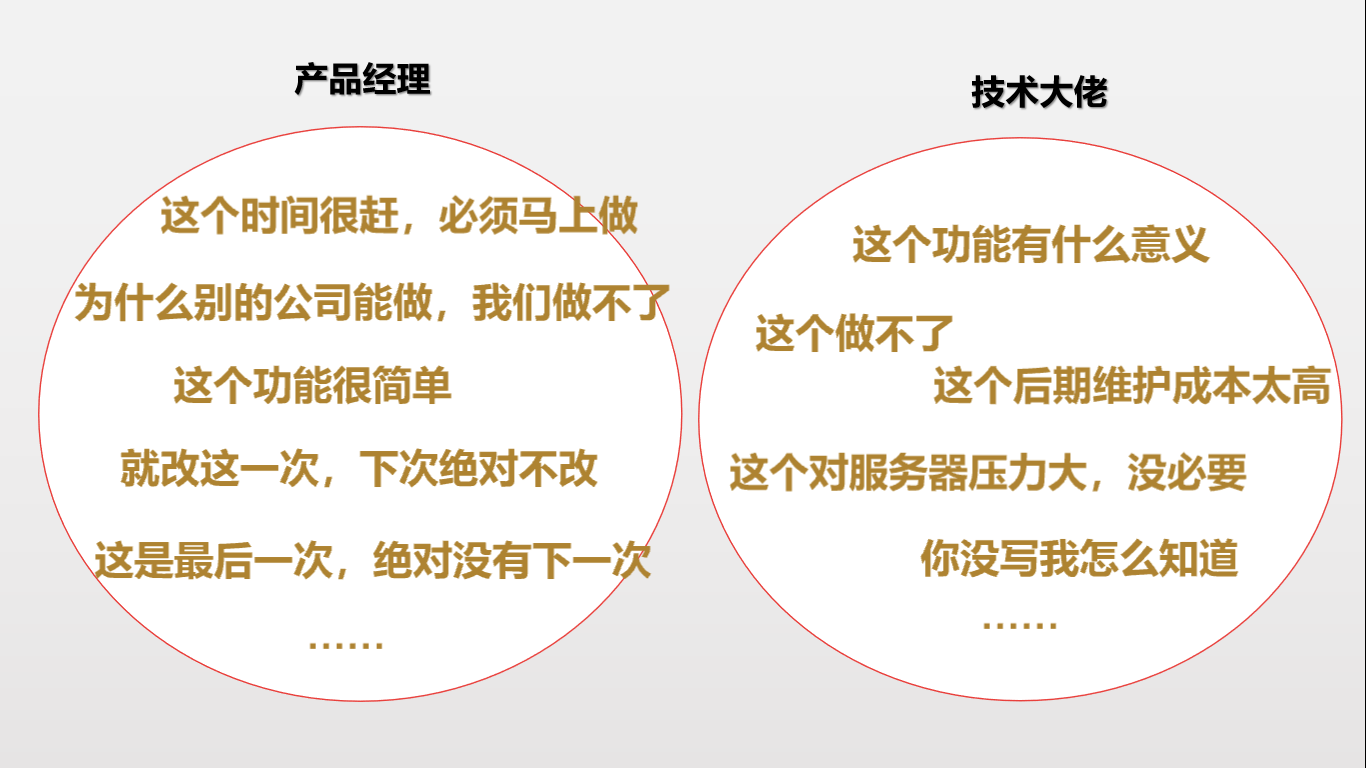 产品经理
这个时间很赶，必须马上做
为什么别的公司能做，我们做不了
这个功能很简单
就改这一次，下次绝对不改
这是最后一次，绝对没有下一次
……
技术大佬
这个功能有什么意义
这个做不了
这个后期维护成本太高
这个对服务器压力大，没必要
你没写我怎么知道
……